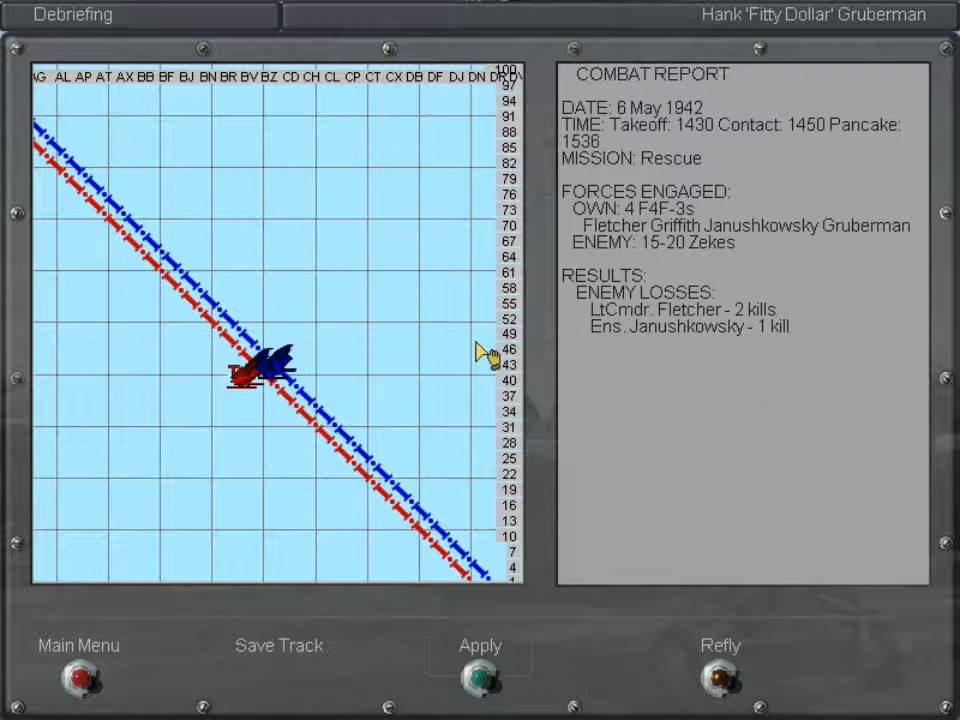 Debriefing
Hank 'Fitty Dollar' Gruberman
AG AL AP AT AX BB BF BJ BN BR BV BZ CD CH CL CP CT CX DB DF DJ DN DR
100
97
94
91
88
85
82
79
76
73
70
67
64
61
58
55
52
49
46
43
40
37
34
31
28
25
22
19
16
13
10
7
4
1
COMBAT REPORT
DATE: 6 May 1942
TIME: Takeoff: 1430 Contact: 1450 Pancake:
1536
MISSION: Rescue
FORCES ENGAGED:
OWN: 4 F4F-3s
Fletcher Griffith Janushkowsky Gruberman
ENEMY: 15-20 Zekes
RESULTS:
ENEMY LOSSES:
LtCmdr. Fletcher - 2 kills
Ens. Janushkowsky - 1 kill
Main Menu
Save Track
Apply
Refly